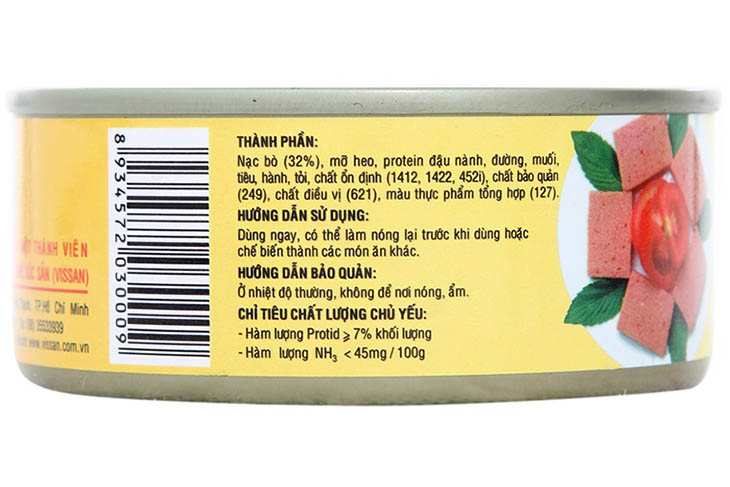 8934572103009
THÀNH PHẦN:
Nạc bò (32%), mỡ heo, protein đậu nành, đường, muối,
tiêu, hành, tỏi, chất ổn định (1412, 1422, 452i), chất bảo quản
(249), chất điều vị (621), màu thực phẩm tổng hợp (127).
HƯỚNG DẪN SỬ DỤNG:
Dùng ngay, có thể làm nóng lại trước khi dùng hoặc
chế biến thành các món ăn khác.
HƯỚNG DẪN BẢO QUẢN:
Ở nhiệt độ thường, không để nơi nóng, ẩm.
CHỈ TIÊU CHẤT LƯỢNG CHỦ YẾU:
- Hàm lượng Protid ⩾ 7% khối lượng
- Hàm lượng NH₃ < 45mg / 100g
THÀNH VIÊN
SÚC SẢN (VISSAN)
TP.Hồ Chí Minh
35533939
www.vissan.com.vn